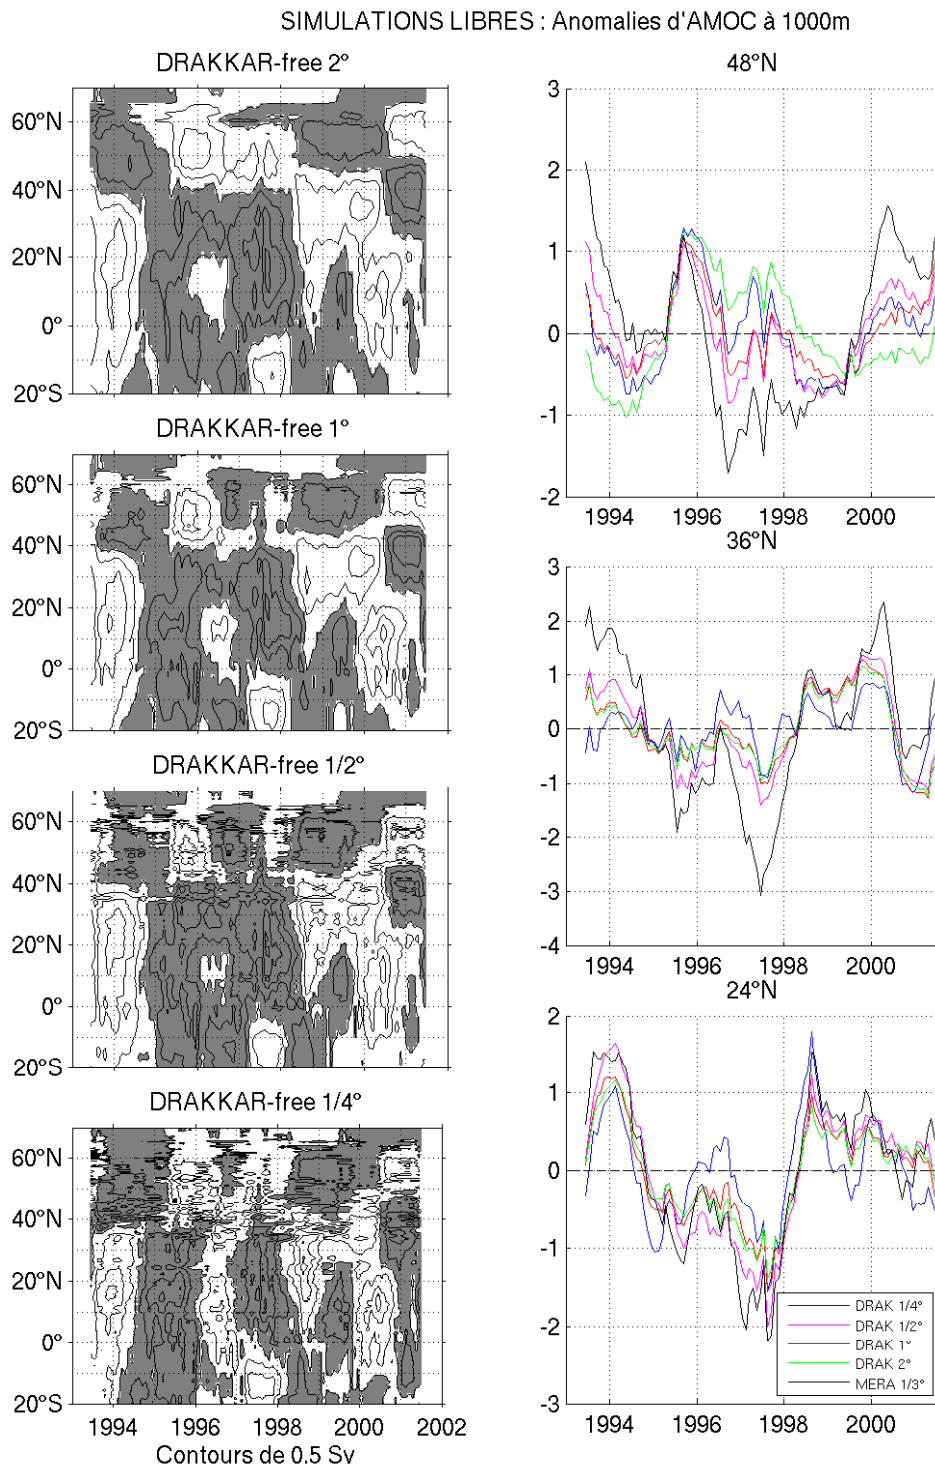 SIMULATIONS LIBRES : Anomalies d'AMOC à 1000m
DRAKKAR-free 2°
60°N
40°N
20°N
0°
20°S
DRAKKAR-free 1°
60°N
40°N
20°N
0°
20°S
DRAKKAR-free 1/2°
60°N
40°N
20°N
0°
20°S
DRAKKAR-free 1/4°
60°N
40°N
20°N
0°
20°S
1994 1996 1998 2000 2002
Contours de 0.5 Sv
48°N
3
2
1
0
-1
-2
1994 1996 1998 2000
36°N
3
2
1
0
-1
-2
-3
-4
1994 1996 1998 2000
24°N
2
1
0
-1
-2
-3
1994 1996 1998 2000
DRAK 1/4°
DRAK 1/2°
DRAK 1°
DRAK 2°
MERA 1/3°